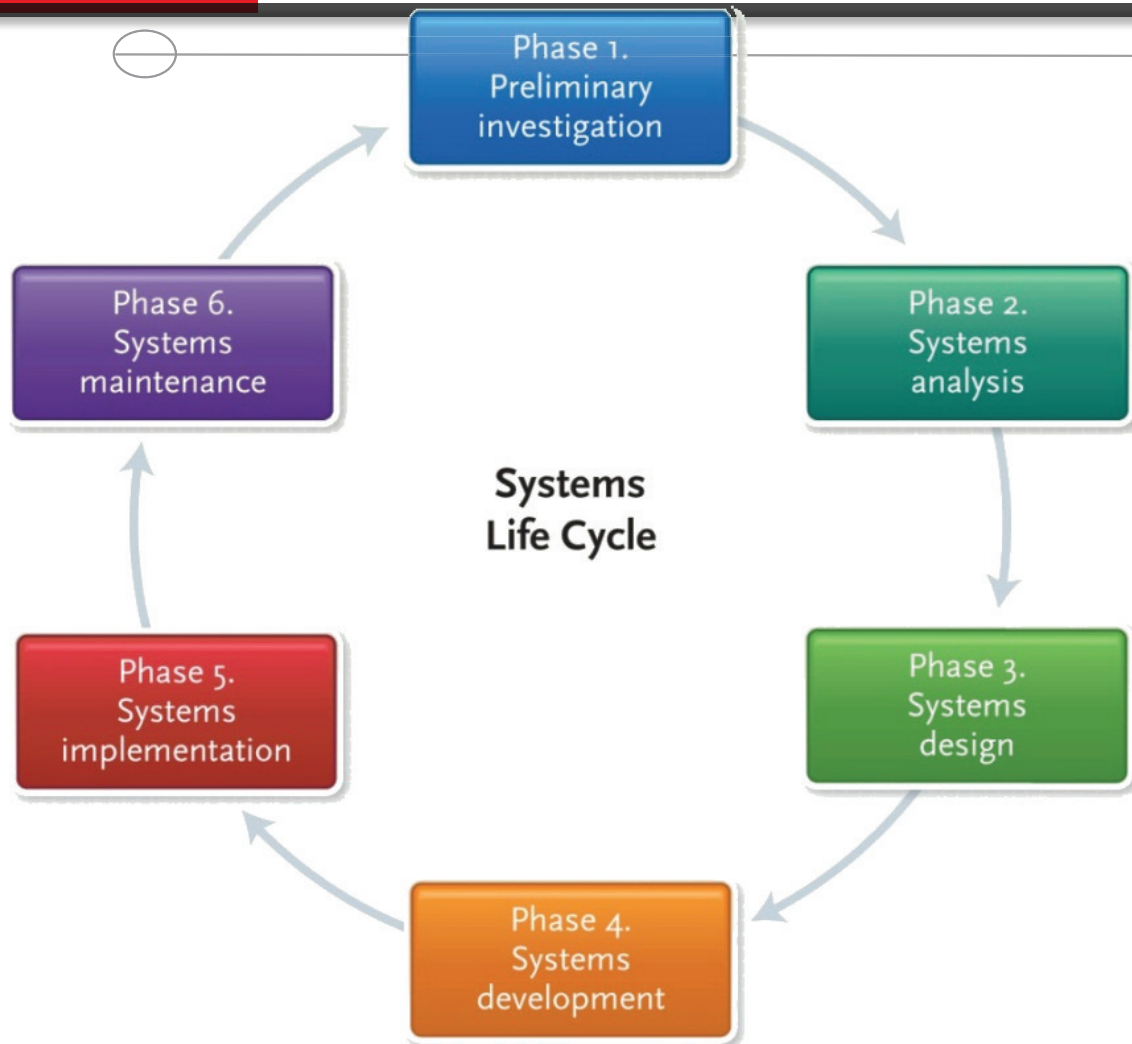 Phase 1.
Preliminary
investigation
Phase 2.
Systems
analysis
Phase 3.
Systems
design
Phase 4.
Systems
development
Phase 5.
Systems
implementation
Phase 6.
Systems
maintenance
Systems
Life Cycle